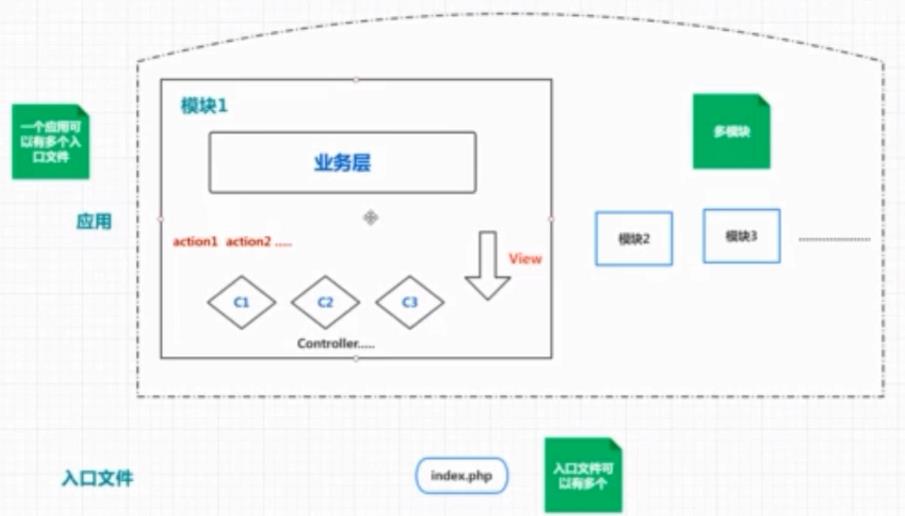 模块1
一个应用可
以有多个入
口文件
多模块
业务层
应用
action1 action2 .....
View
模块2
模块3
C1
C2
C3
Controller.....
入口文件
index.php
入口文件可
以有多个